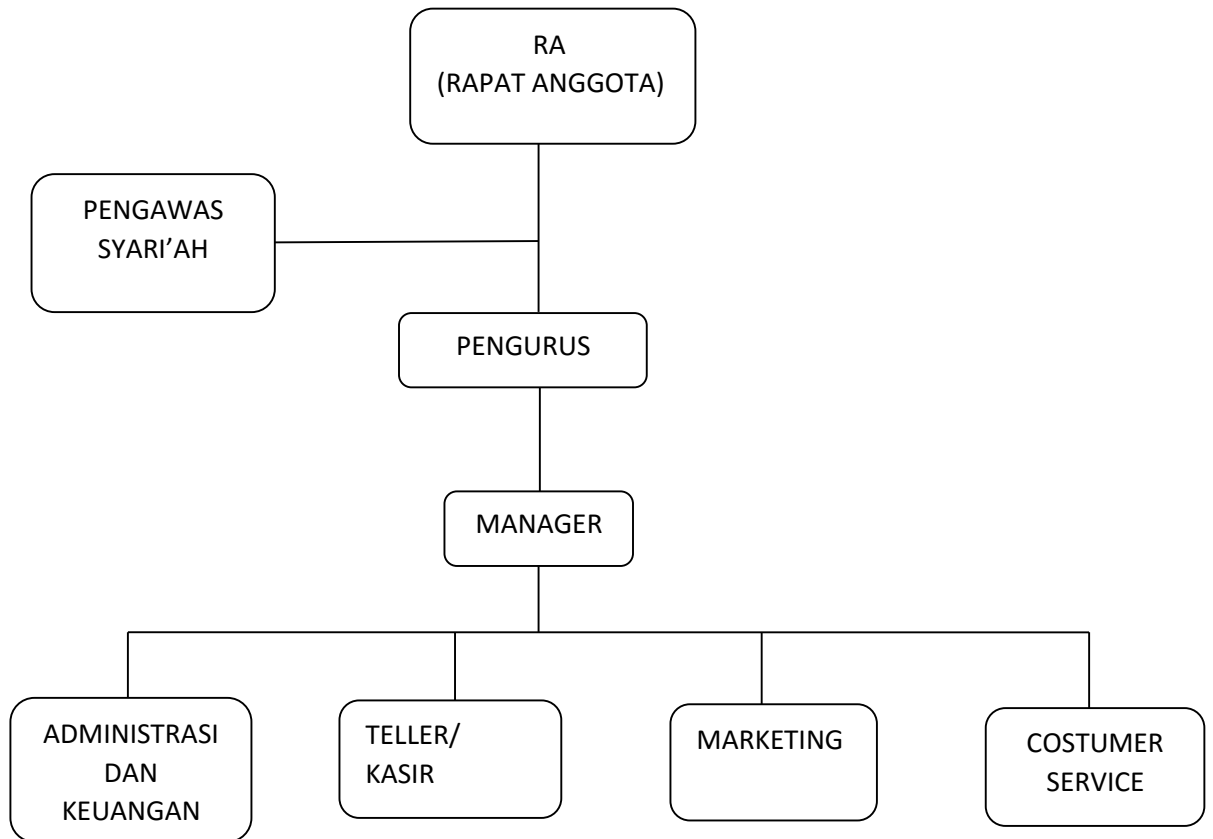 RA
(RAPAT ANGGOTA)
PENGAWAS
SYARI’AH
PENGURUS
MANAGER
ADMINISTRASI
DAN
KEUANGAN
TELLER/
KASIR
MARKETING
COSTUMER
SERVICE